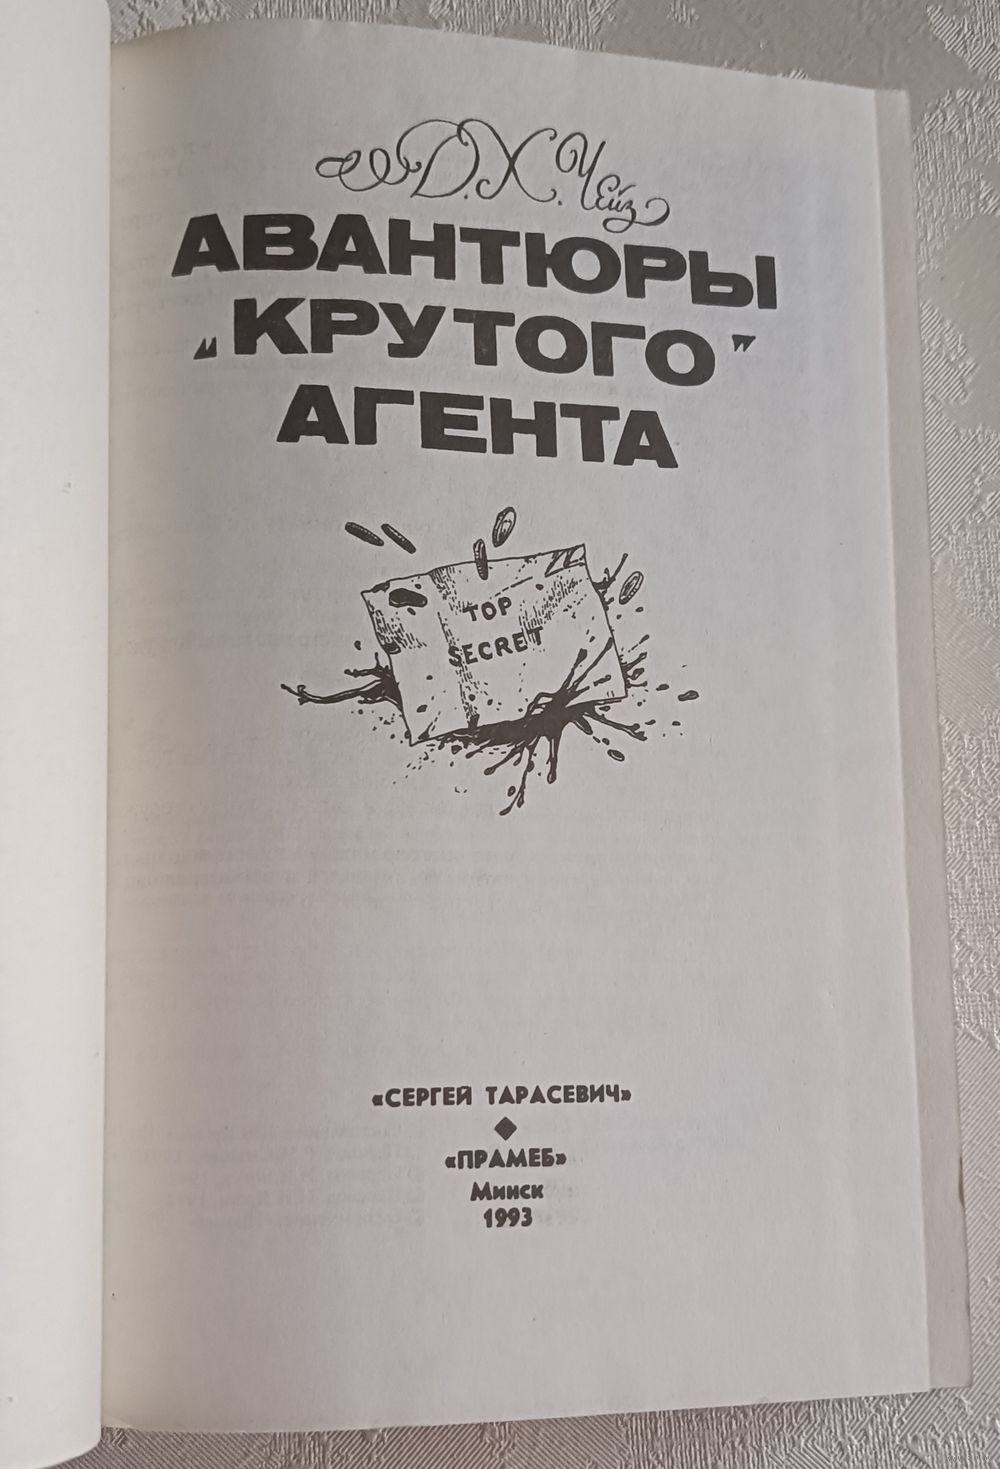 Д. Х. Чейз
АВАНТЮРЫ
„КРУТОГО”
АГЕНТА
TOP
SECRET
«СЕРГЕЙ ТАРАСЕВИЧ»
«ПРАМЕБ»
Минск
1993